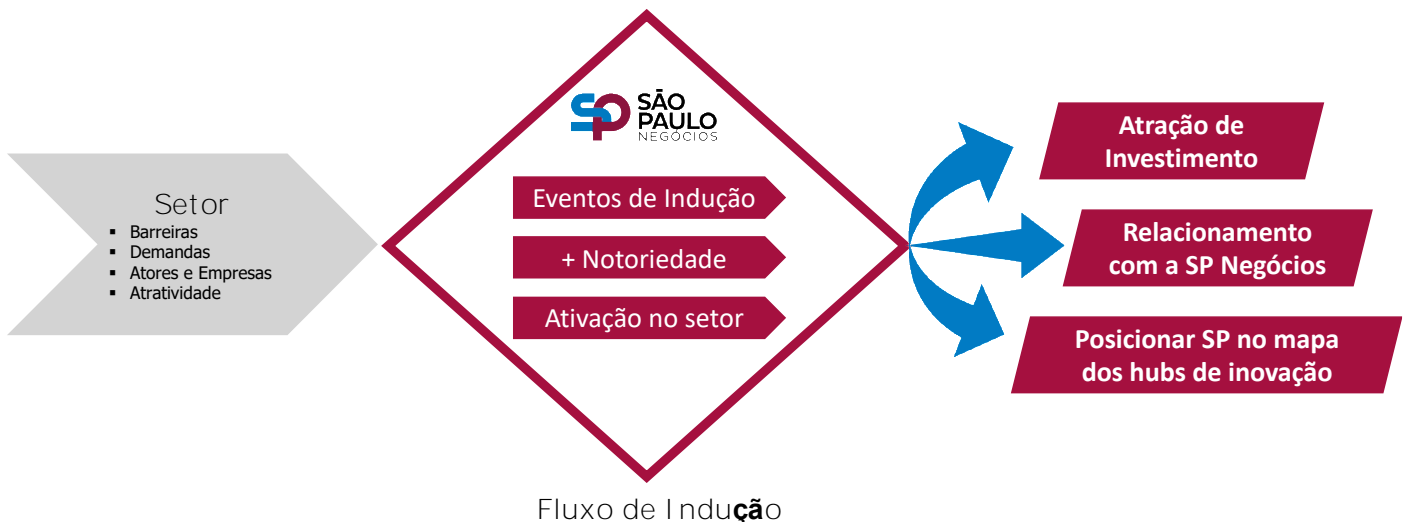 Setor
▪ Barreiras
▪ Demandas
▪ Atores e Empresas
▪ Atratividade
SÃO
PAULO
NEGÓCIOS
Eventos de Indução
+ Notoriedade
Ativação no setor
Fluxo de Indução
Atração de
Investimento
Relacionamento
com a SP Negócios
Posicionar SP no mapa
dos hubs de inovação